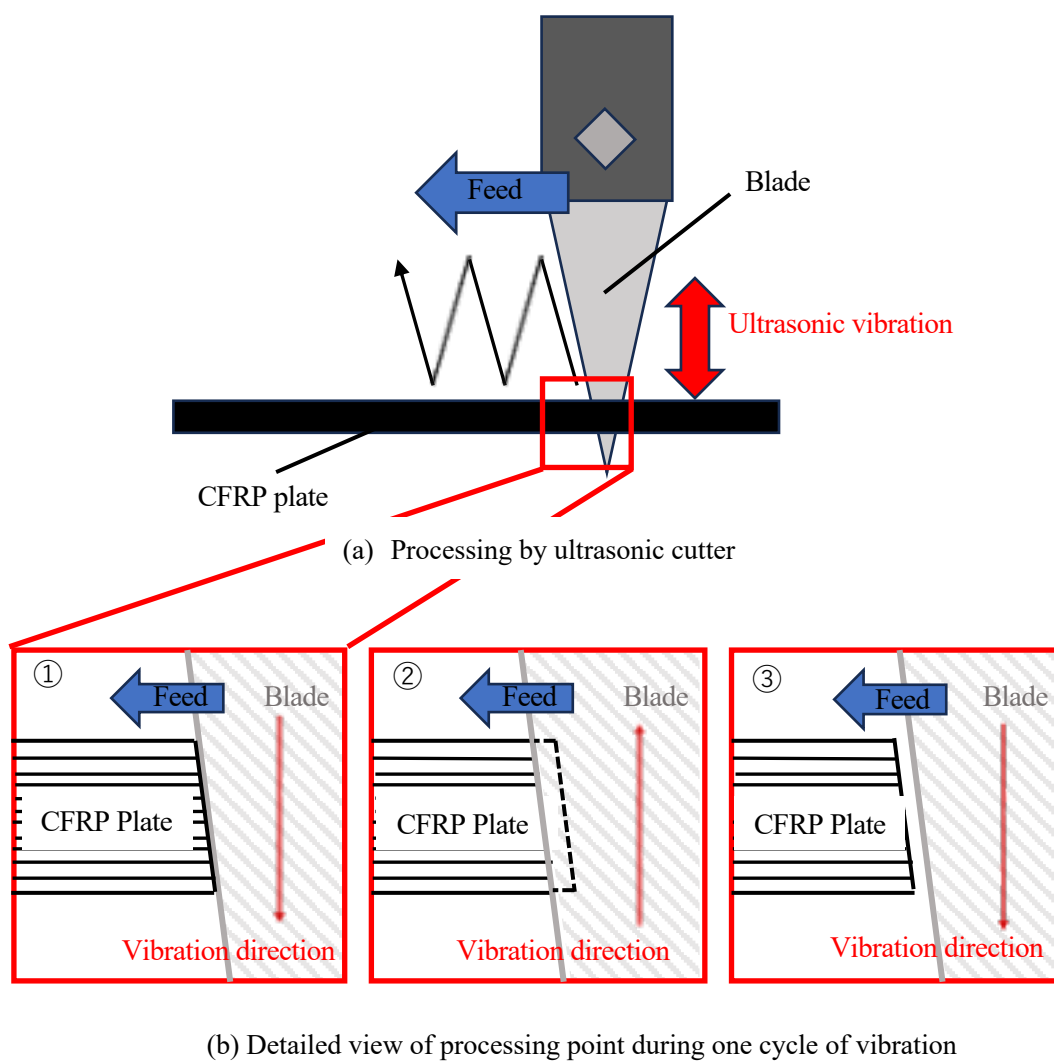 Feed
Blade
Ultrasonic vibration
CFRP plate
(a) Processing by ultrasonic cutter
①
Feed
Blade
CFRP Plate
Vibration direction
②
Feed
Blade
CFRP Plate
Vibration direction
③
Feed
Blade
CFRP Plate
Vibration direction
(b) Detailed view of processing point during one cycle of vibration